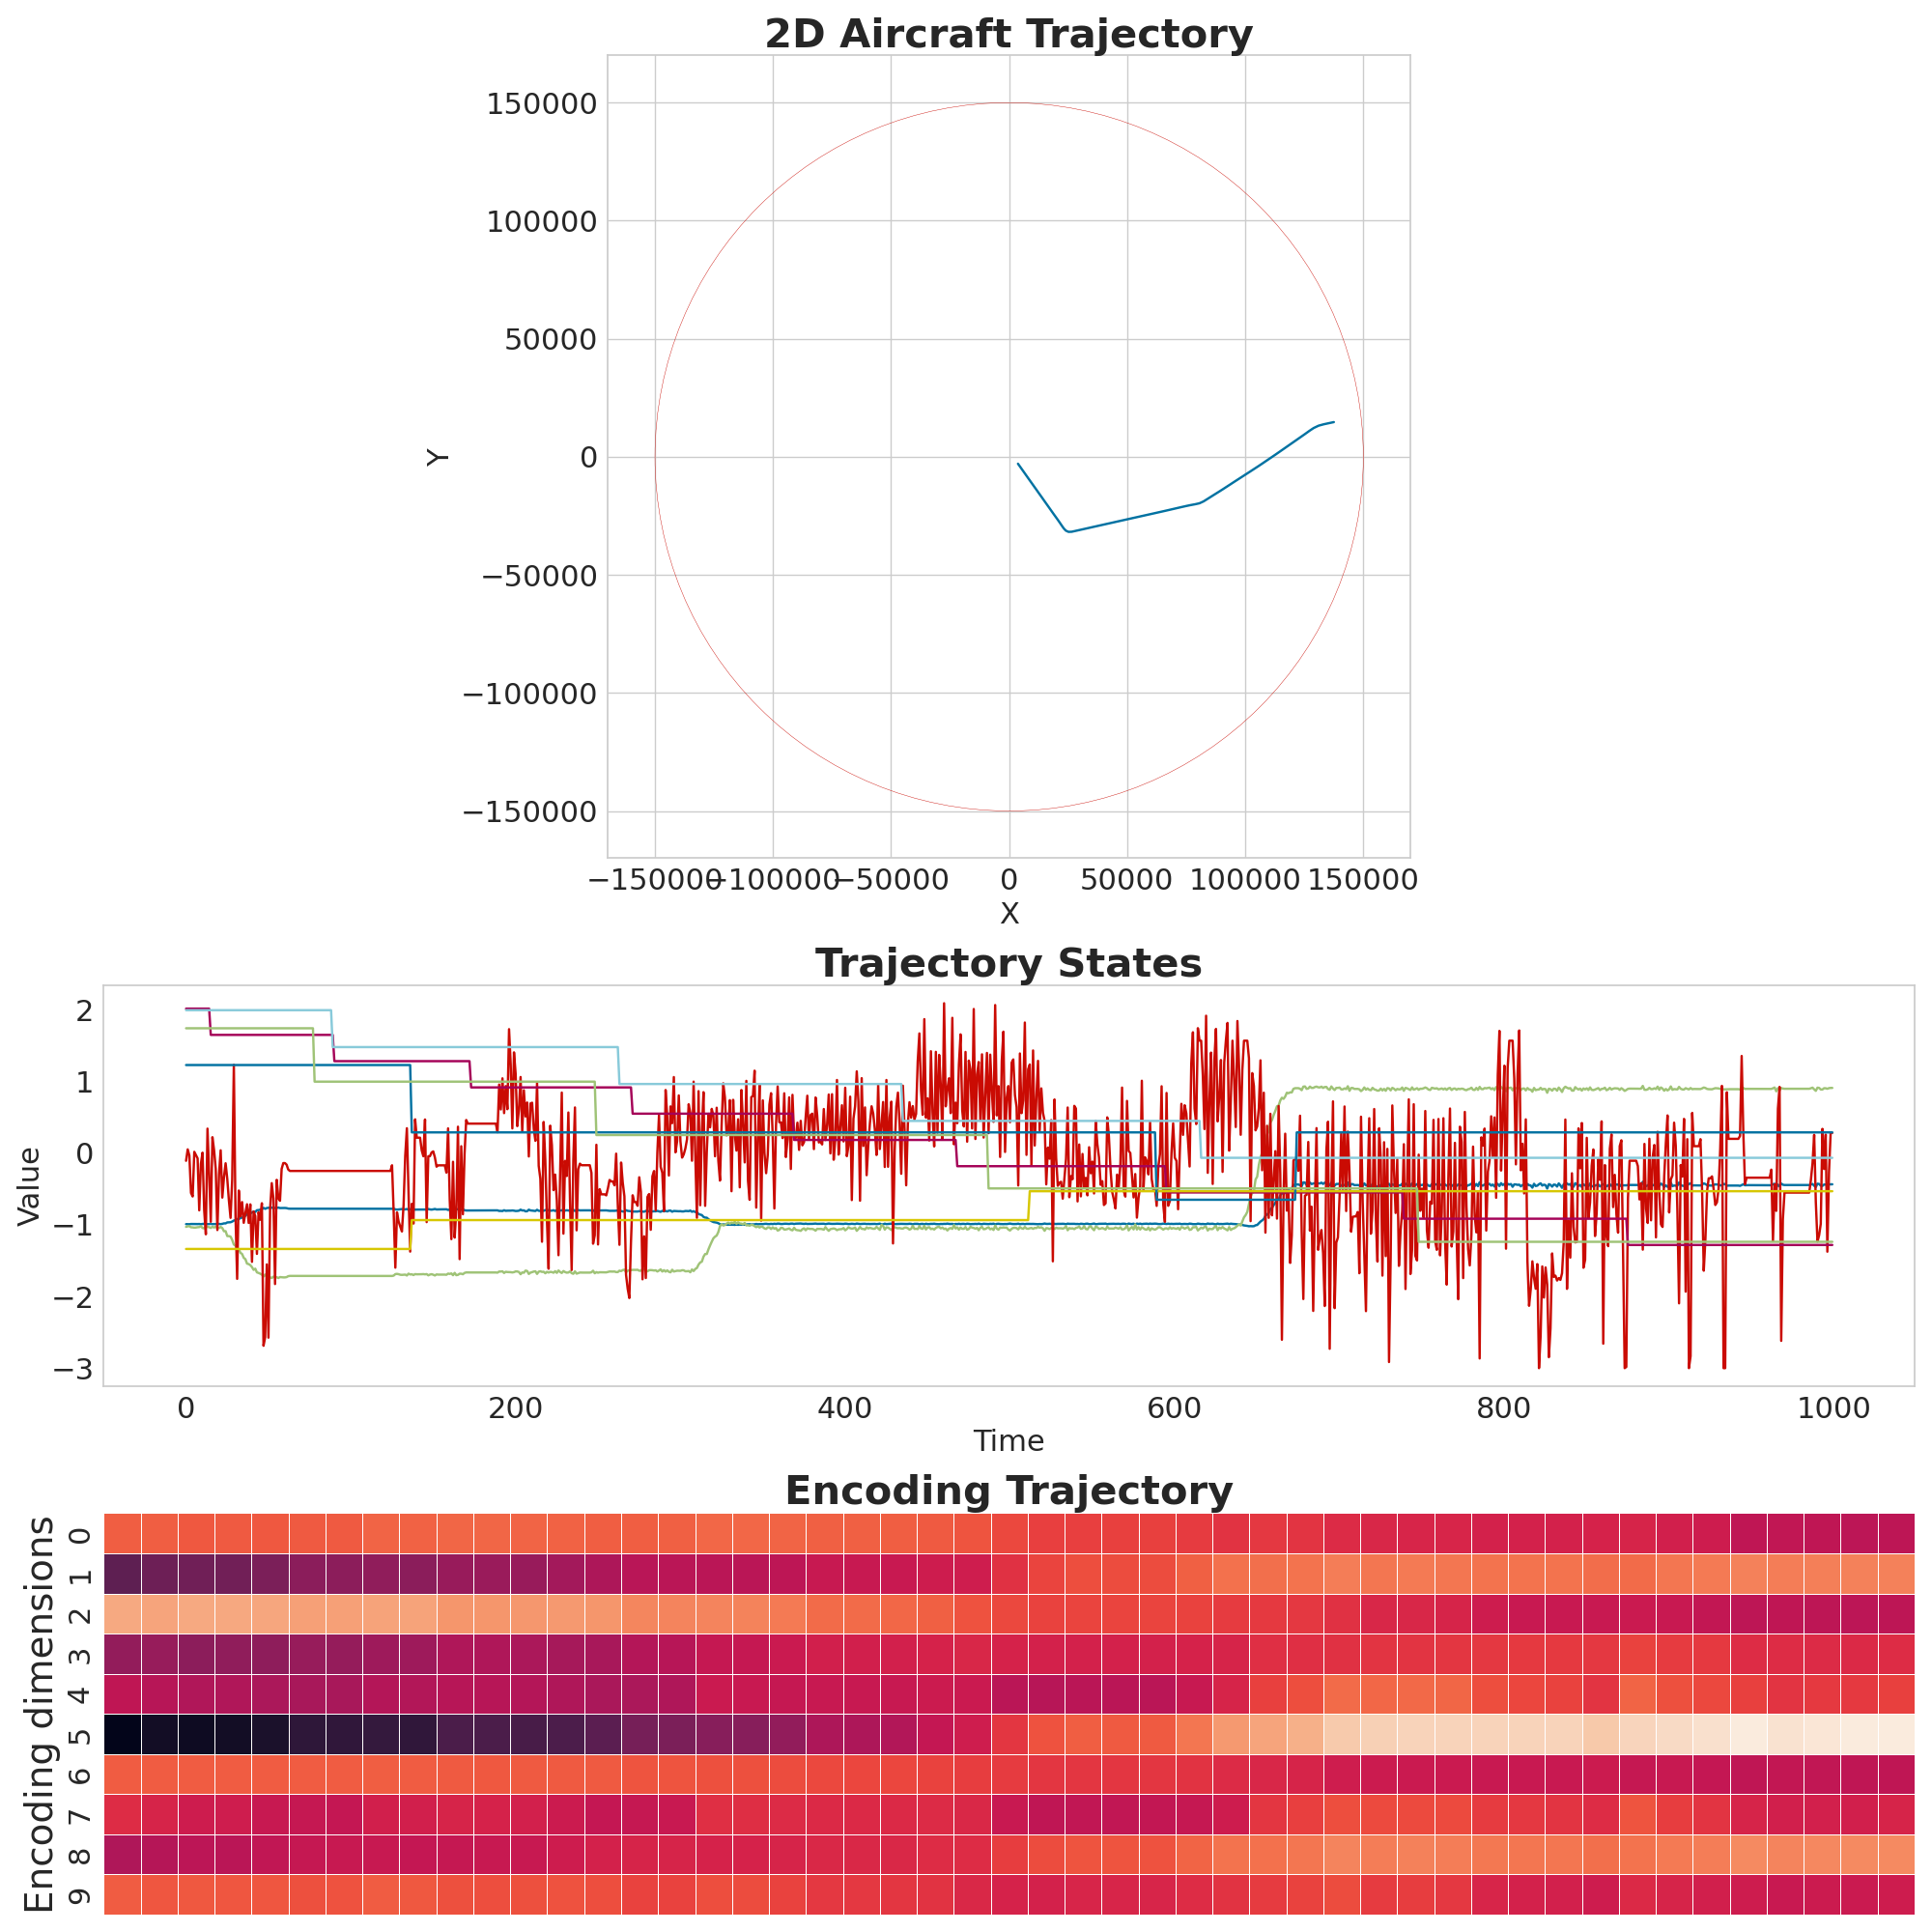 2D Aircraft Trajectory
150000
100000
50000
0
−50000
−100000
−150000
Y
−150000 −100000 −50000 0 50000 100000 150000
X
Trajectory States
2
1
0
−1
−2
−3
Value
0 200 400 600 800 1000
Time
Encoding Trajectory
Encoding dimensions
0
1
2
3
4
5
6
7
8
9